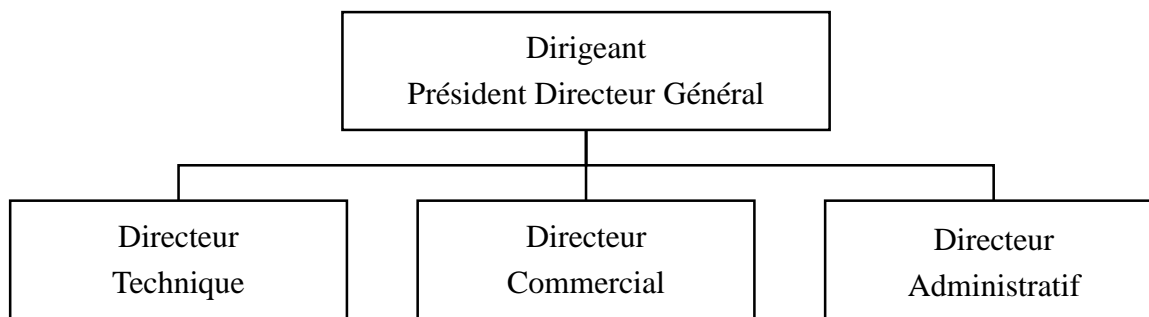 Dirigeant
Président Directeur Général
Directeur
Technique
Directeur
Commercial
Directeur
Administratif